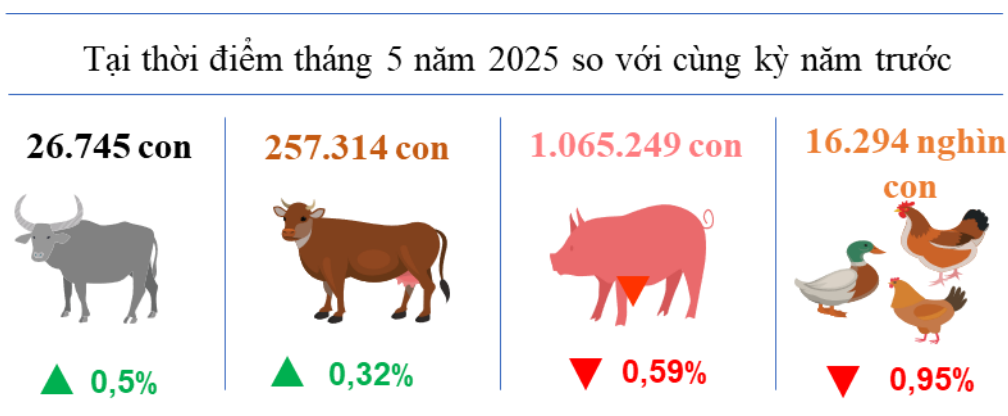 Tại thời điểm tháng 5 năm 2025 so với cùng kỳ năm trước
26.745 con
257.314 con
1.065.249 con
16.294 nghìn
con
0,5%
0,32%
0,59%
0,95%